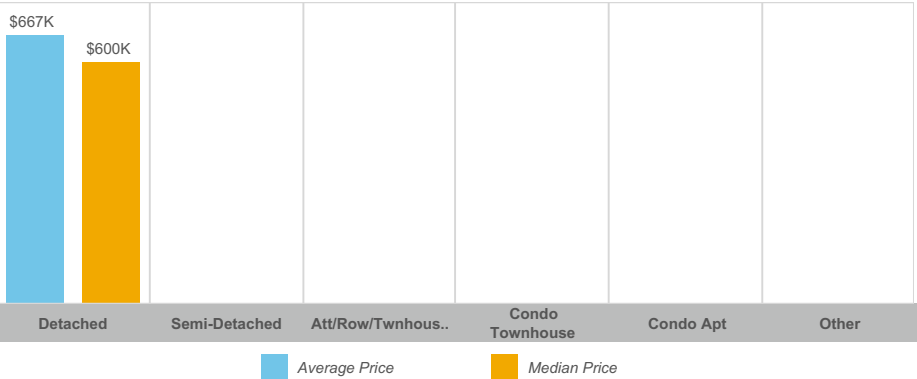 $667K
$600K
Detached
Semi-Detached
Att/Row/Twnhous..
Condo
Townhouse
Condo Apt
Other
Average Price
Median Price